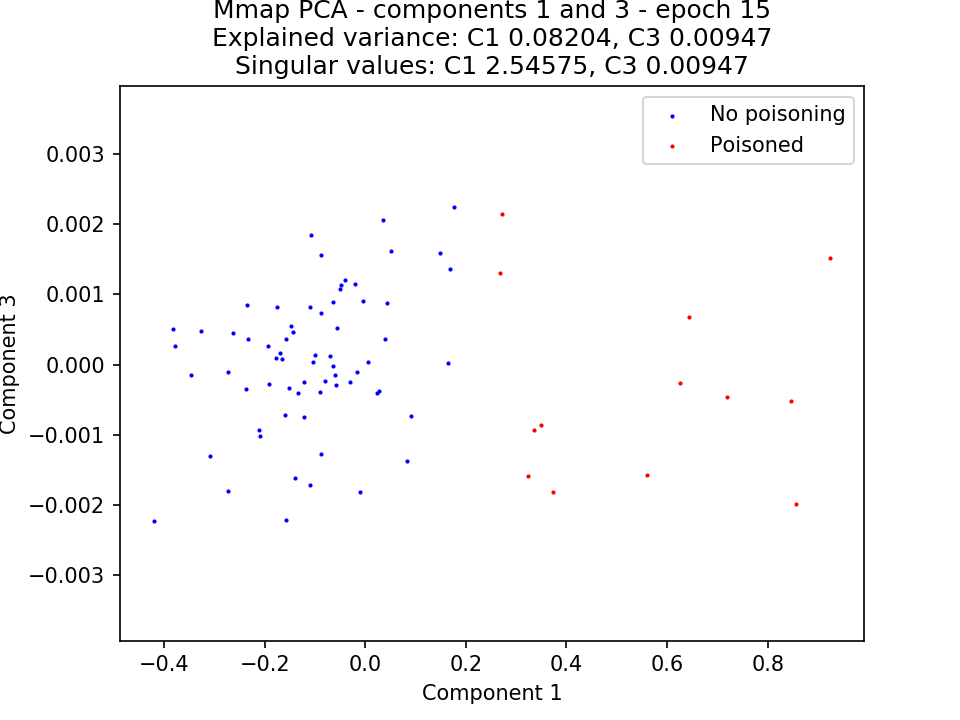 Mmap PCA - components 1 and 3 - epoch 15
Explained variance: C1 0.08204, C3 0.00947
Singular values: C1 2.54575, C3 0.00947
No poisoning
Poisoned
0.003
0.002
0.001
0.000
−0.001
−0.002
−0.003
Component 3
−0.4
−0.2
0.0
0.2
0.4
0.6
0.8
Component 1